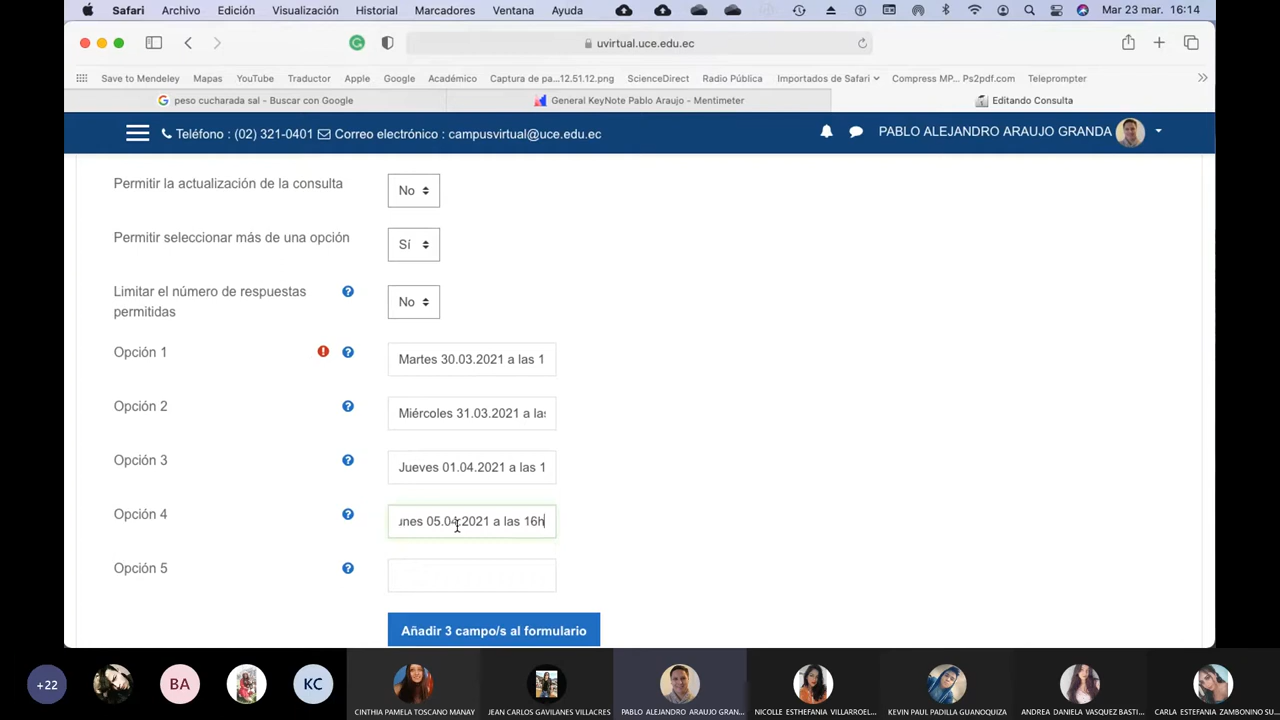 Safari Archivo Edición Visualización Historial Marcadores Ventana Ayuda Mar 23 mar. 16:14
uvirtual.uce.edu.ec
Save to Mendeley Mapas YouTube Traductor Apple Google Académico Captura de pa...12.51.12.png ScienceDirect Radio Pública Importados de Safari Compress MP... Ps2pdf.com Teleprompter
peso cucharada sal - Buscar con Google General KeyNote Pablo Araujo - Mentimeter Editando Consulta
Teléfono : (02) 321-0401 Correo electrónico : campusvirtual@uce.edu.ec PABLO ALEJANDRO ARAUJO GRANDA
Permitir la actualización de la consulta No
Permitir seleccionar más de una opción Sí
Limitar el número de respuestas
permitidas No
Opción 1 Martes 30.03.2021 a las 1
Opción 2 Miércoles 31.03.2021 a las
Opción 3 Jueves 01.04.2021 a las 1
Opción 4 unes 05.04.2021 a las 16h
Opción 5
Añadir 3 campo/s al formulario
+22 BA KC
CINTHIA PAMELA TOSCANO MANAY JEAN CARLOS GAVILANES VILLACRES PABLO ALEJANDRO ARAUJO GRAN... NICOLLE ESTHEFANIA VILLARROEL... KEVIN PAUL PADILLA GUANOQUIZA ANDREA DANIELA VASQUEZ BASTI... CARLA ESTEFANIA ZAMBONINO SU...